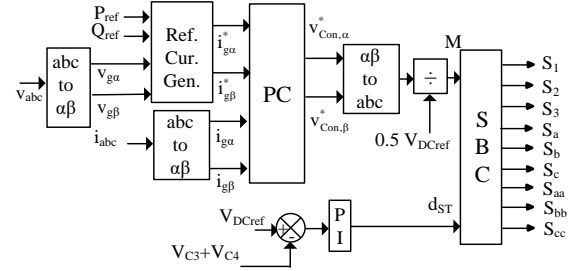 P_ref
Q_ref
v_abc
abc
to
αβ
v_gα
v_gβ
Ref.
Cur.
Gen.
i*_gα
i*_gβ
i_abc
abc
to
αβ
i_gα
i_gβ
PC
v*_Con,α
v*_Con,β
αβ
to
abc
÷
0.5 V_DCref
M
S
B
C
S_1
S_2
S_3
S_a
S_b
S_c
S_aa
S_bb
S_cc
V_DCref
+
-
V_C3+V_C4
P
I
d_ST